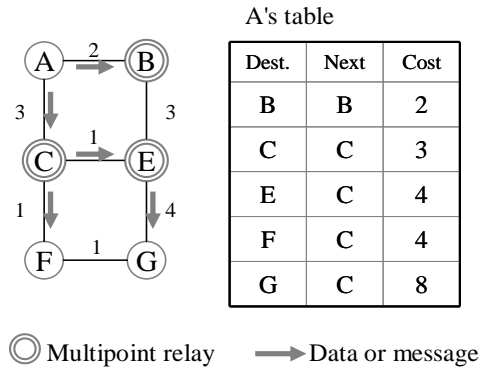 A's table
A 2 B
3 3
C 1 E
1 4
F 1 G
Dest. Next Cost
B B 2
C C 3
E C 4
F C 4
G C 8
Multipoint relay Data or message